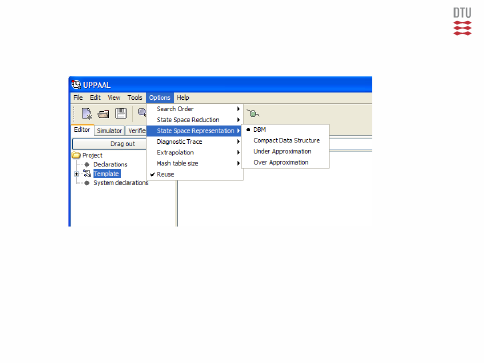 DTU
UPPAAL
File Edit View Tools Options Help
Search Order
State Space Reduction
State Space Representation
Diagnostic Trace
Extrapolation
Hash table size
Reuse
DBM
Compact Data Structure
Under Approximation
Over Approximation
Editor Simulator Verifie
Drag out
Project
Declarations
Template
System declarations